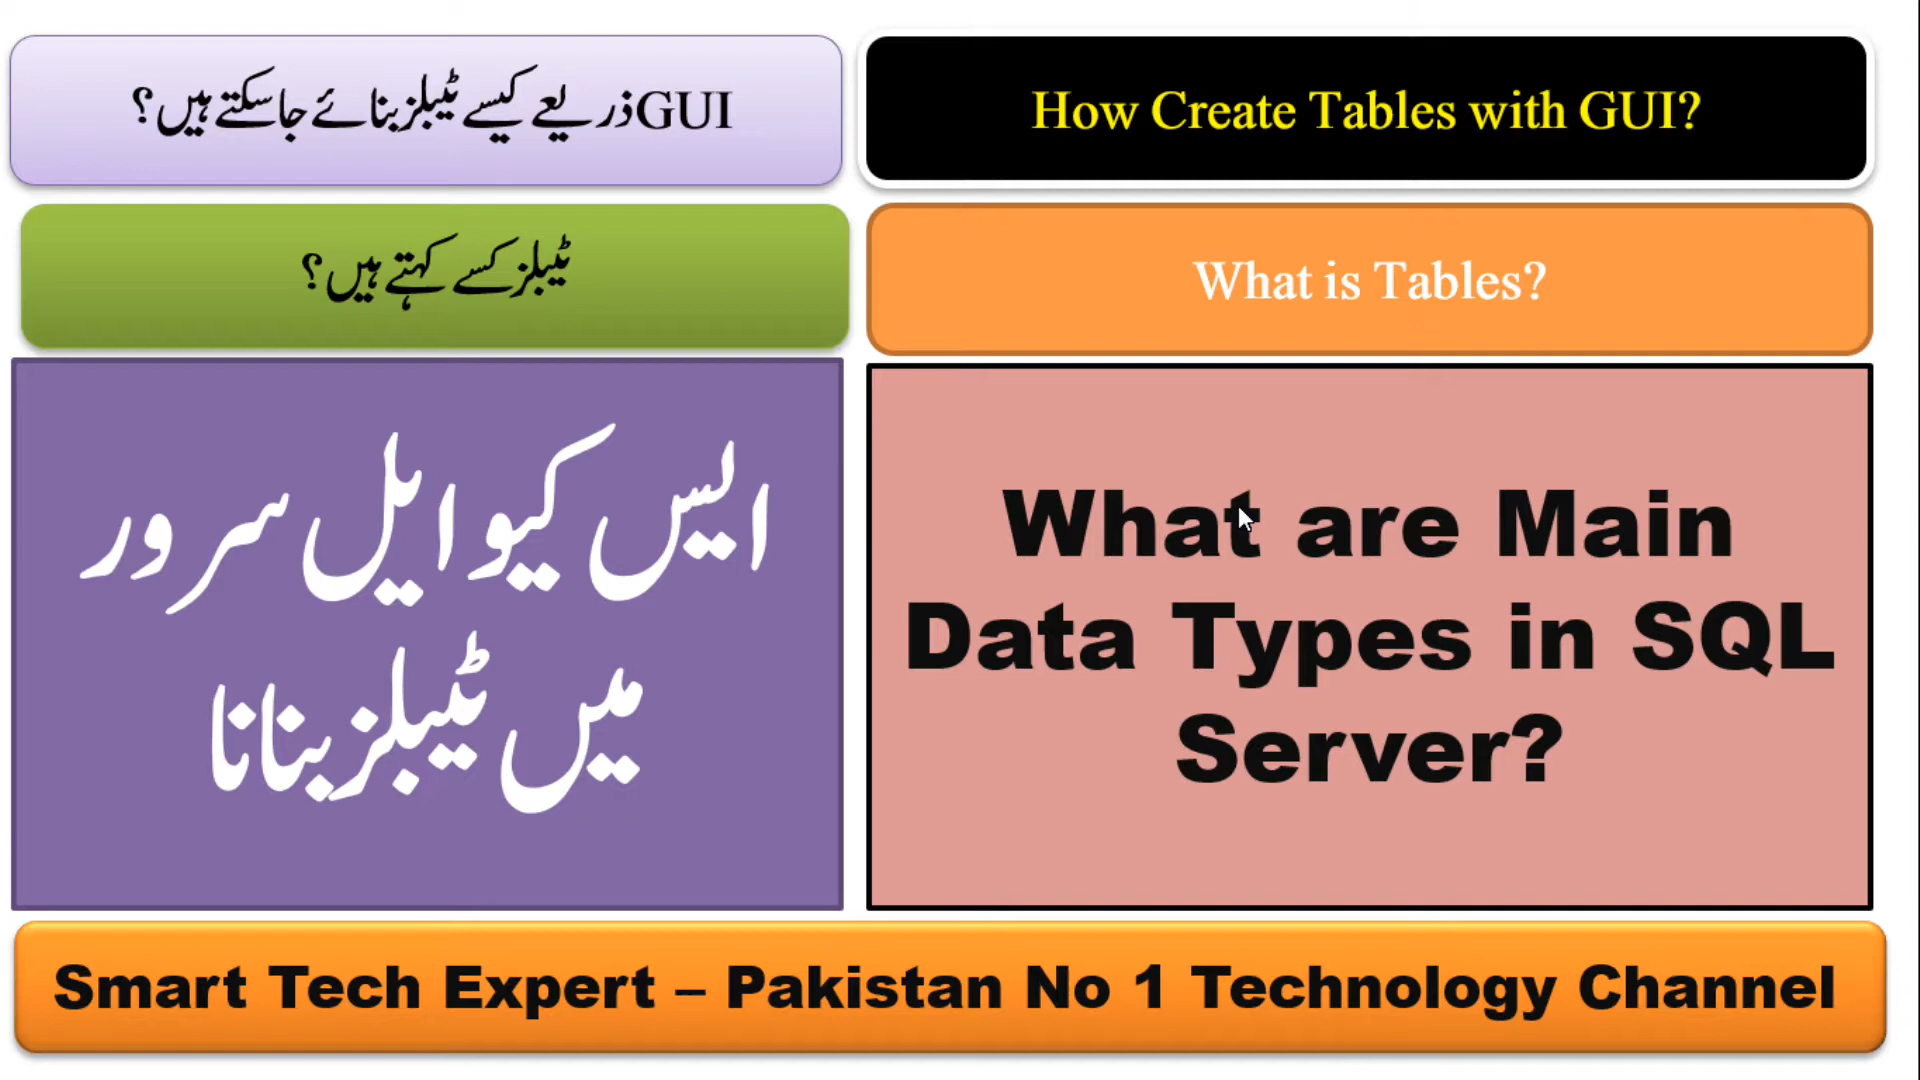 GUIذریعے کیسے ٹیبلز بنائے جاسکتے ہیں؟
How Create Tables with GUI?
ٹیبلز کسے کہتے ہیں؟
What is Tables?
ایس کیو ایل سرور
میں ٹیبلز بنانا
What are Main
Data Types in SQL
Server?
Smart Tech Expert – Pakistan No 1 Technology Channel